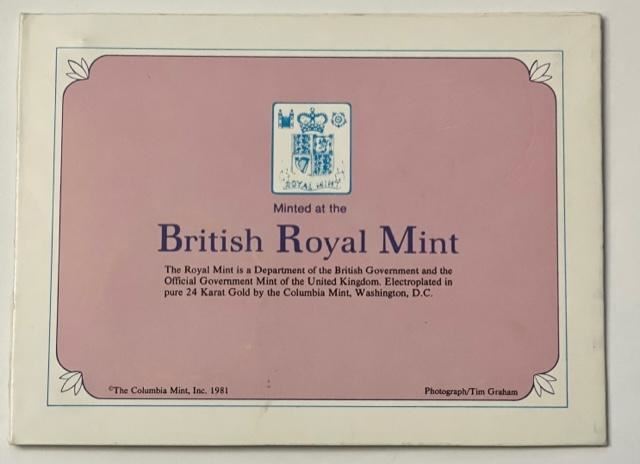 ROYAL MINT
Minted at the
British Royal Mint
The Royal Mint is a Department of the British Government and the
Official Government Mint of the United Kingdom. Electroplated in
pure 24 Karat Gold by the Columbia Mint, Washington, D.C.
©The Columbia Mint, Inc. 1981
Photograph/Tim Graham